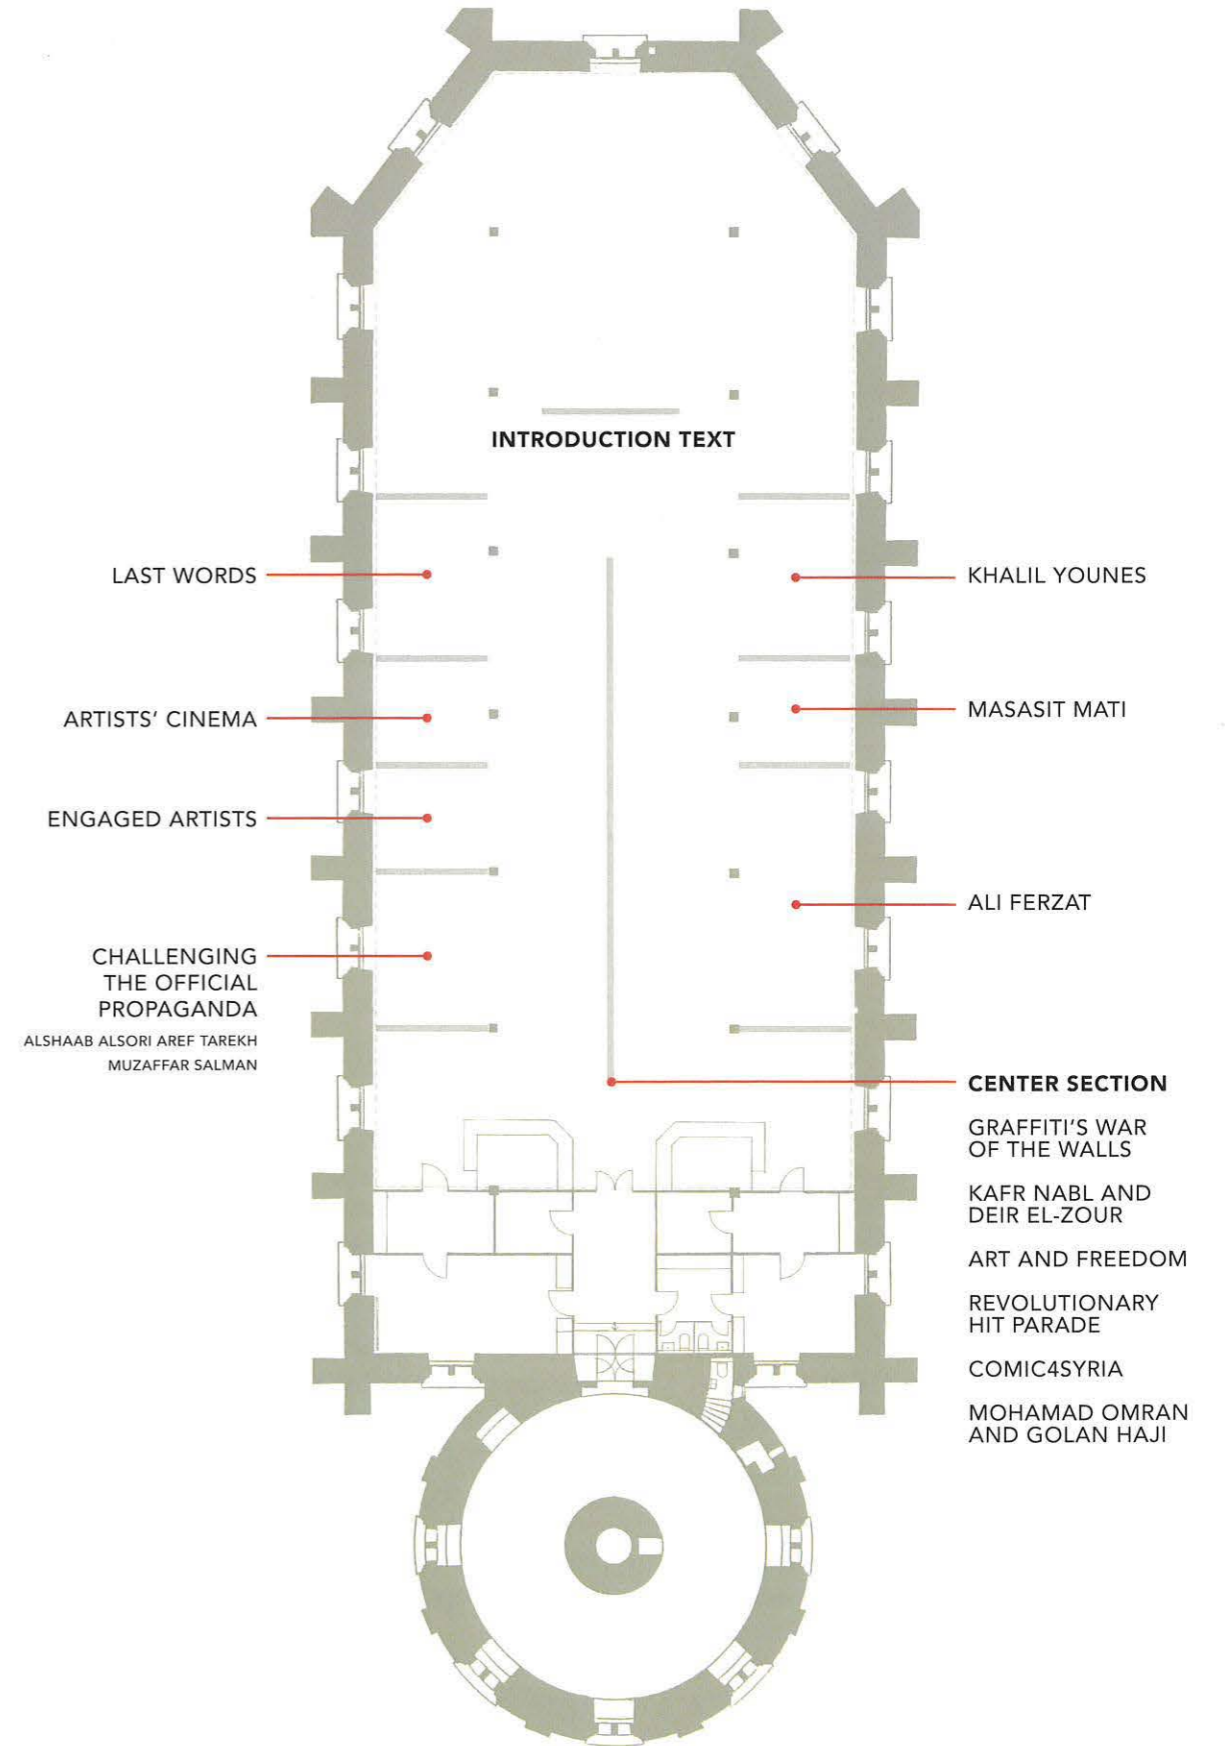 INTRODUCTION TEXT
LAST WORDS
ARTISTS' CINEMA
ENGAGED ARTISTS
CHALLENGING
THE OFFICIAL
PROPAGANDA
ALSHAAB ALSORI AREF TAREKH
MUZAFFAR SALMAN
KHALIL YOUNES
MASASIT MATI
ALI FERZAT
CENTER SECTION
GRAFFITI'S WAR
OF THE WALLS
KAFR NABL AND
DEIR EL-ZOUR
ART AND FREEDOM
REVOLUTIONARY
HIT PARADE
COMIC4SYRIA
MOHAMAD OMRAN
AND GOLAN HAJI